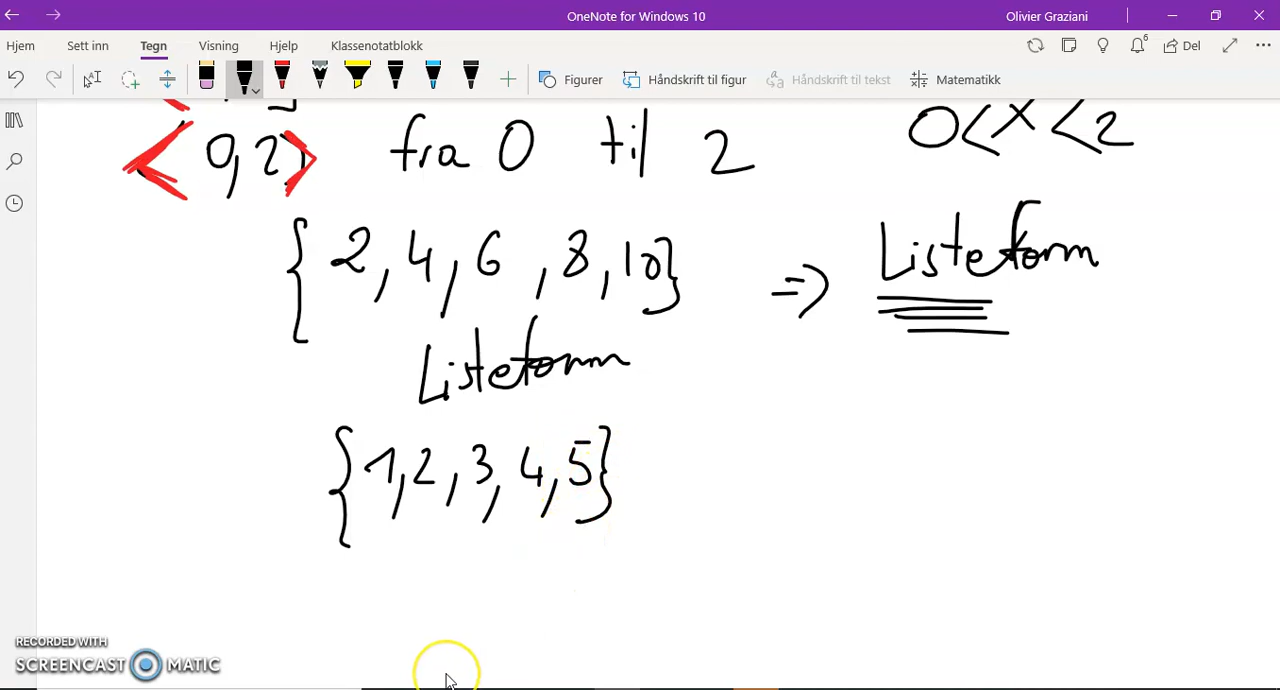 OneNote for Windows 10
Olivier Graziani
Hjem Sett inn Tegn Visning Hjelp Klassenotatblokk
6 Del
Figurer Håndskrift til figur Håndskrift til tekst Matematikk
<0,2> fra 0 til 2 0<x<2
{2, 4, 6, 8, 10} => Listeform
Listeform
{1, 2, 3, 4, 5}
RECORDED WITH
SCREENCAST MATIC